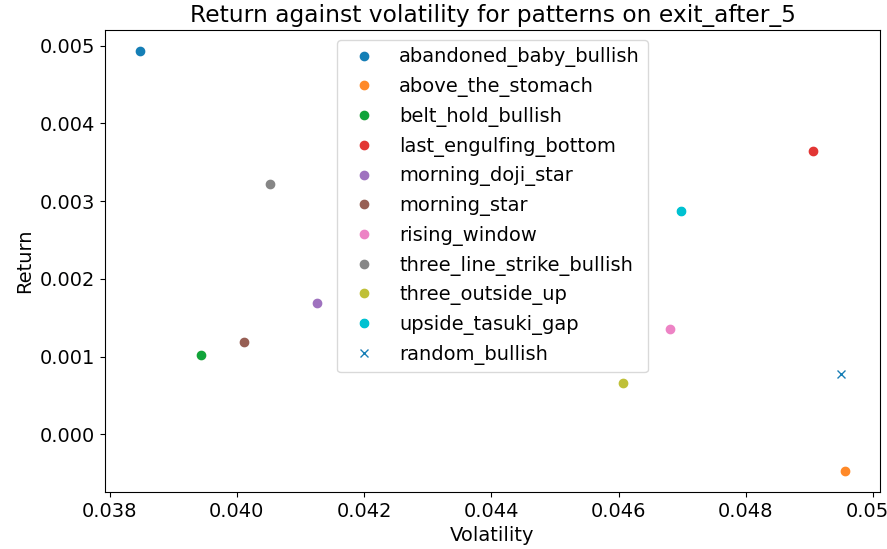 Return against volatility for patterns on exit_after_5
0.005
0.004
0.003
0.002
0.001
0.000
Return
abandoned_baby_bullish
above_the_stomach
belt_hold_bullish
last_engulfing_bottom
morning_doji_star
morning_star
rising_window
three_line_strike_bullish
three_outside_up
upside_tasuki_gap
random_bullish
0.038 0.040 0.042 0.044 0.046 0.048 0.05
Volatility